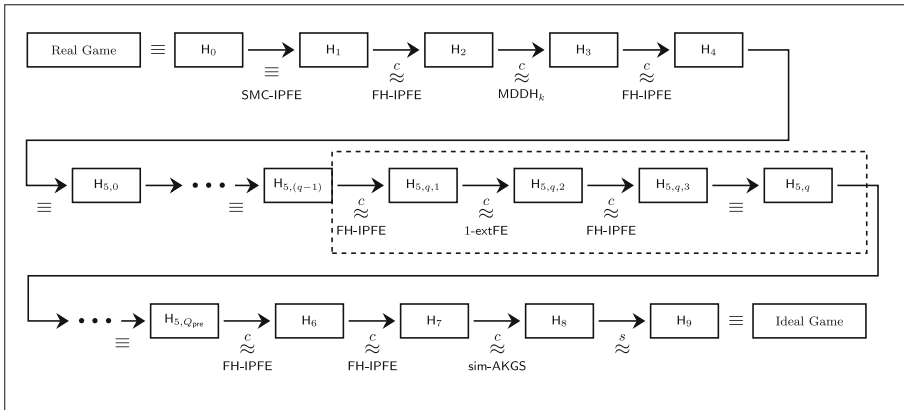 Real Game ≡ H₀ H₁ H₂ H₃ H₄
≡ c≈ c≈ c≈
SMC-IPFE FH-IPFE MDDHₖ FH-IPFE
H₅,₀ • • • H₅,(q−1) H₅,q,1 H₅,q,2 H₅,q,3 H₅,q
≡ ≡ c≈ c≈ c≈ ≡
FH-IPFE 1-extFE FH-IPFE
• • • H₅,Qpre H₆ H₇ H₈ H₉ ≡ Ideal Game
≡ c≈ c≈ c≈ s≈
FH-IPFE FH-IPFE sim-AKGS